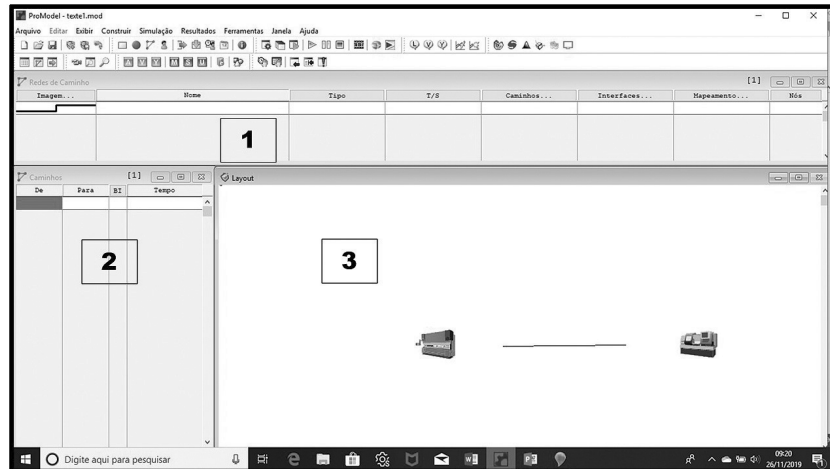 ProModel - texte1.mod
Arquivo Editar Exibir Construir Simulação Resultados Ferramentas Janela Ajuda
Redes de Caminho [1]
Imagem... Nome Tipo T/S Caminhos... Interfaces... Mapeamento... Nós
1
Caminhos [1]
De Para BI Tempo
Layout
2
3
Digite aqui para pesquisar
09:20
26/11/2019